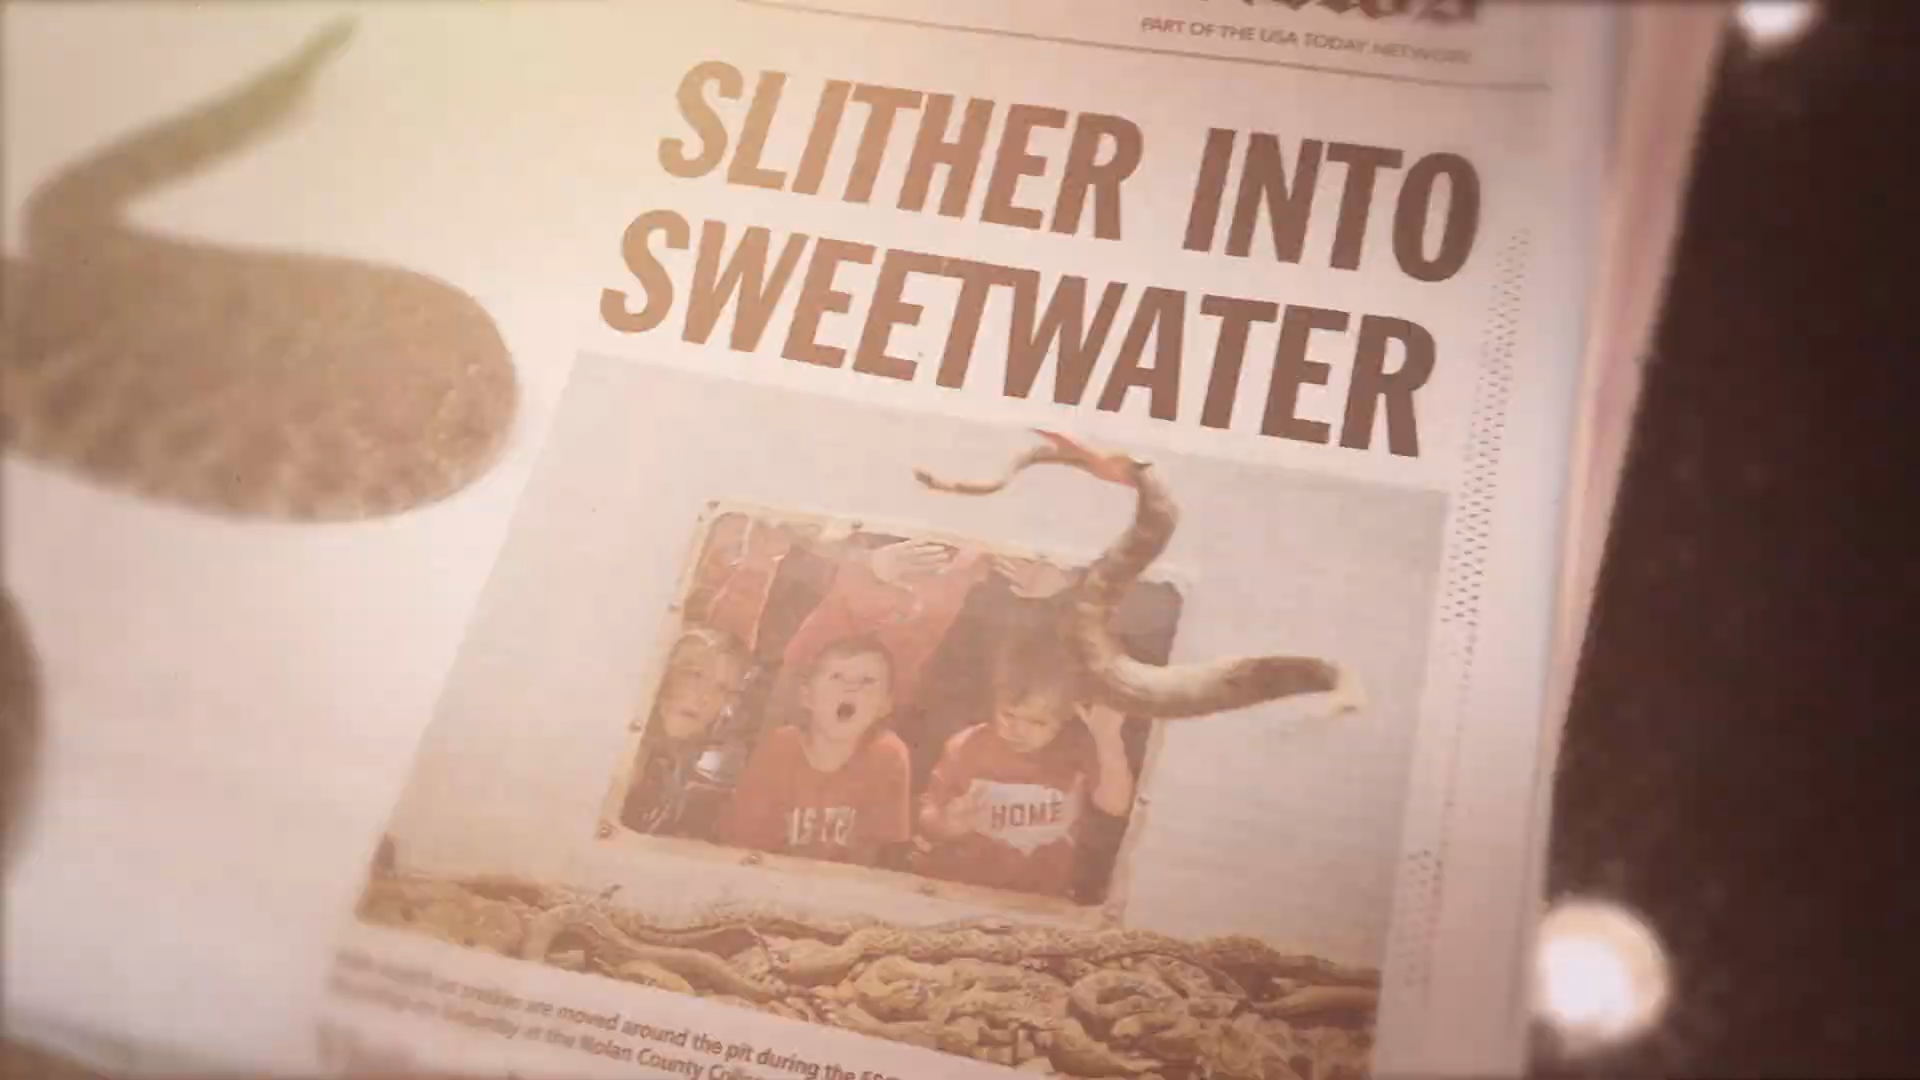 PART OF THE USA TODAY NETWORK
SLITHER INTO
SWEETWATER
HOME
snakes are moved around the pit during the
Saturday at the Nolan County